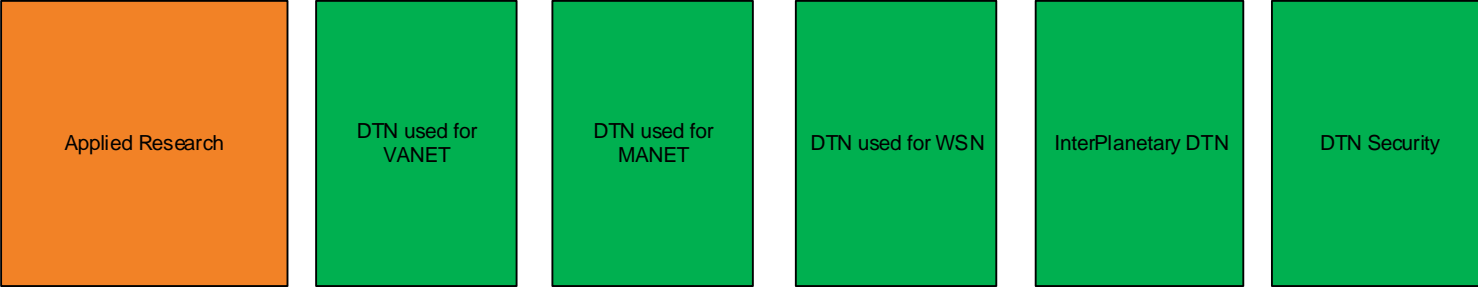 Applied Research
DTN used for
VANET
DTN used for
MANET
DTN used for WSN
InterPlanetary DTN
DTN Security